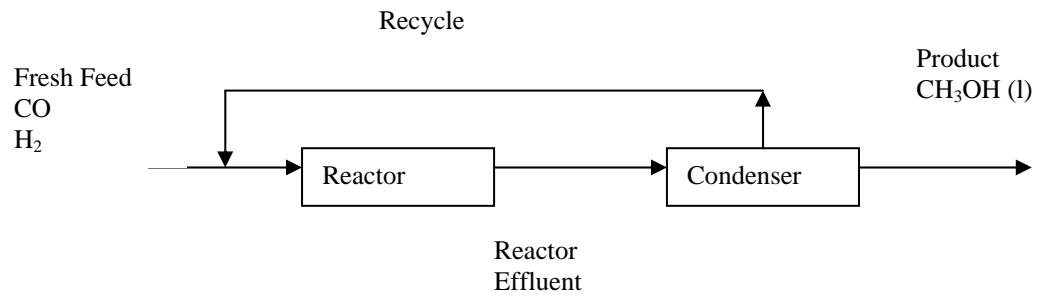 Recycle
Fresh Feed
CO
H₂
Product
CH₃OH (l)
Reactor
Condenser
Reactor
Effluent